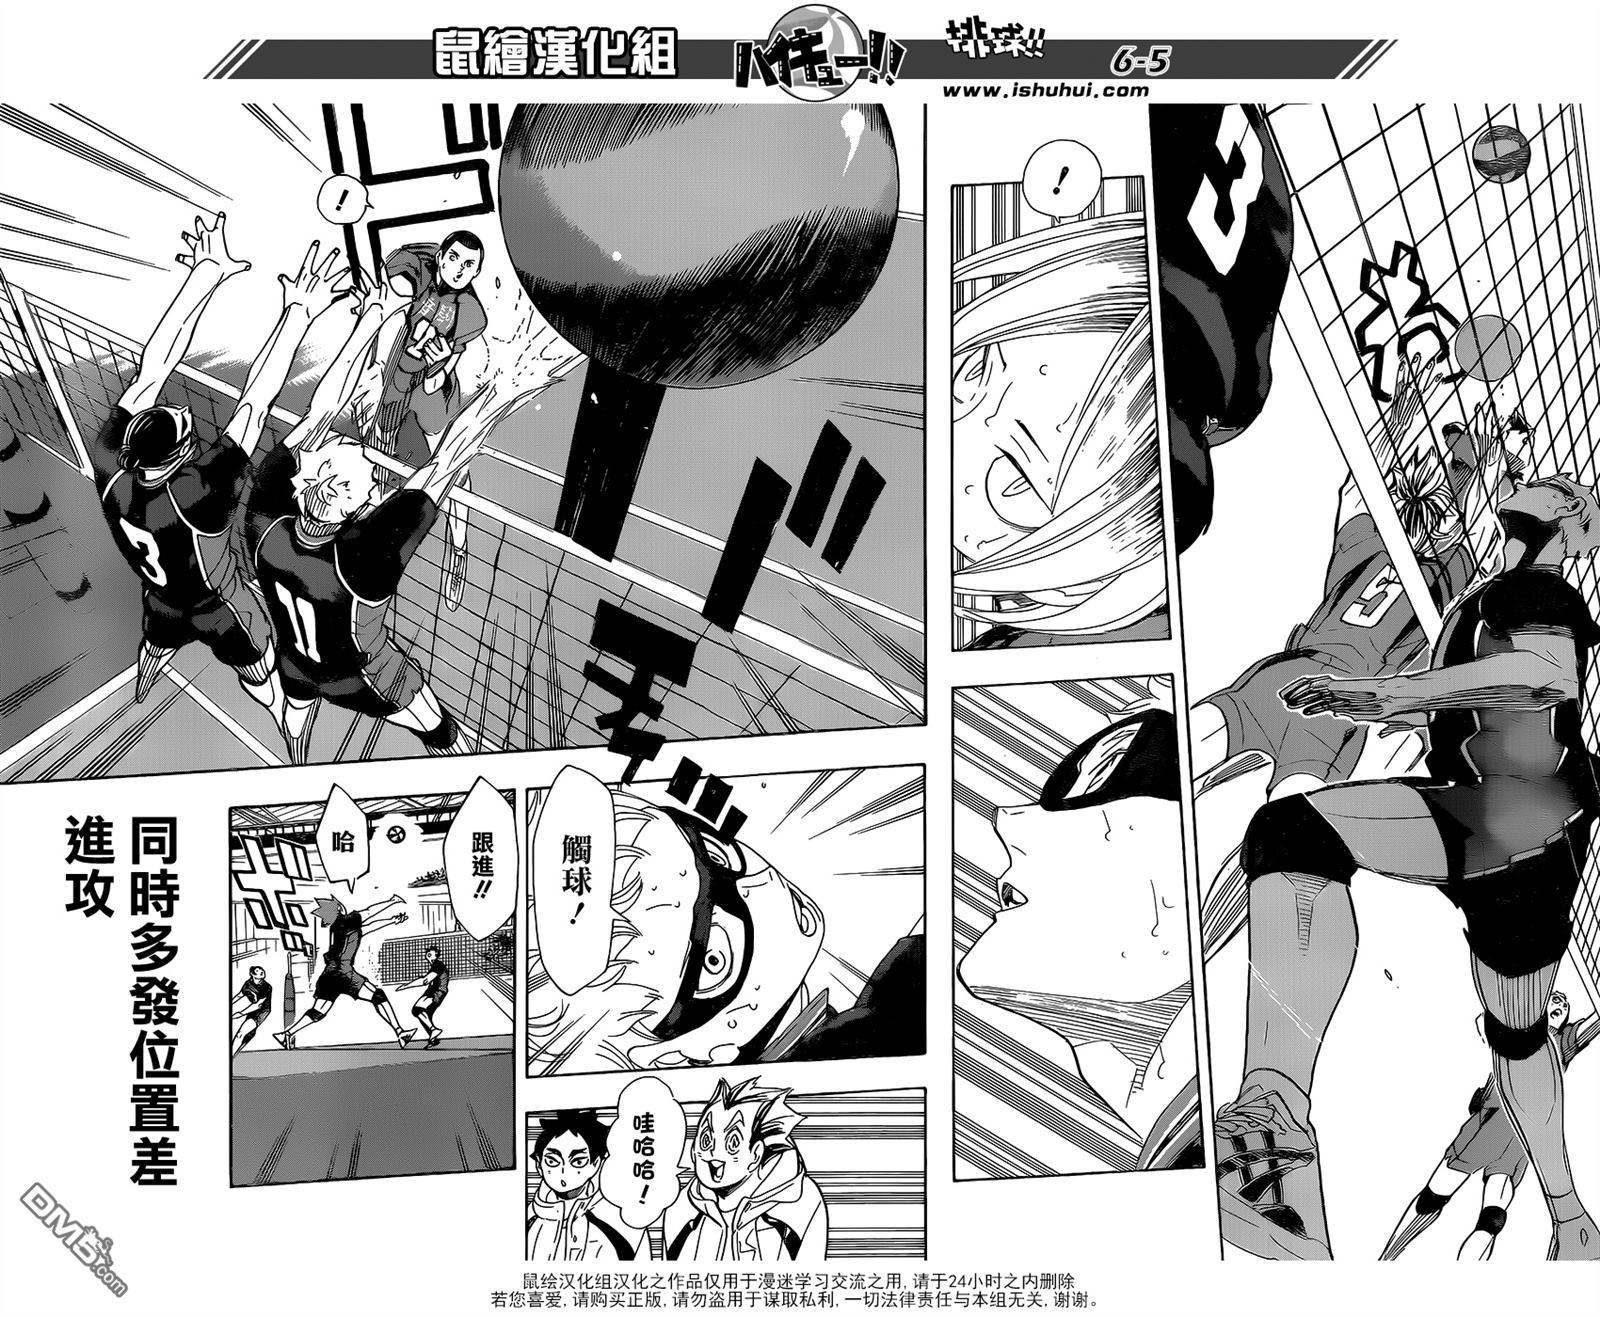 鼠繪漢化組
ハイキュー!!
排球!!
6-5
www.ishuhui.com
!
5
!
3
11
觸球!
哇哈哈!
跟進!!
哈
同時多發位置差
進攻
DM5.com
鼠绘汉化组汉化之作品仅用于漫迷学习交流之用,请于24小时之内删除
若您喜爱,请购买正版,请勿盗用于谋取私利,一切法律责任与本组无关,谢谢。